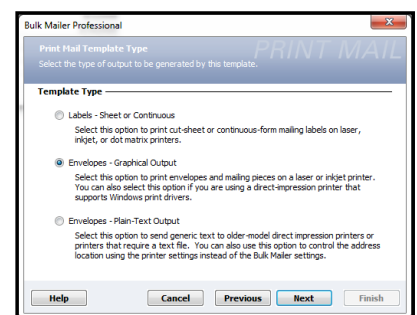 Bulk Mailer Professional
Print Mail Template Type
PRINT MAIL
Select the type of output to be generated by this template.
Template Type
Labels - Sheet or Continuous
Select this option to print cut-sheet or continuous-form mailing labels on laser,
inkjet, or dot matrix printers.
Envelopes - Graphical Output
Select this option to print envelopes and mailing pieces on a laser or inkjet printer.
You can also select this option if you are using a direct-impression printer that
supports Windows print drivers.
Envelopes - Plain-Text Output
Select this option to send generic text to older-model direct impression printers or
printers that require a text file. You can also use this option to control the address
location using the printer settings instead of the Bulk Mailer settings.
Help Cancel Previous Next Finish